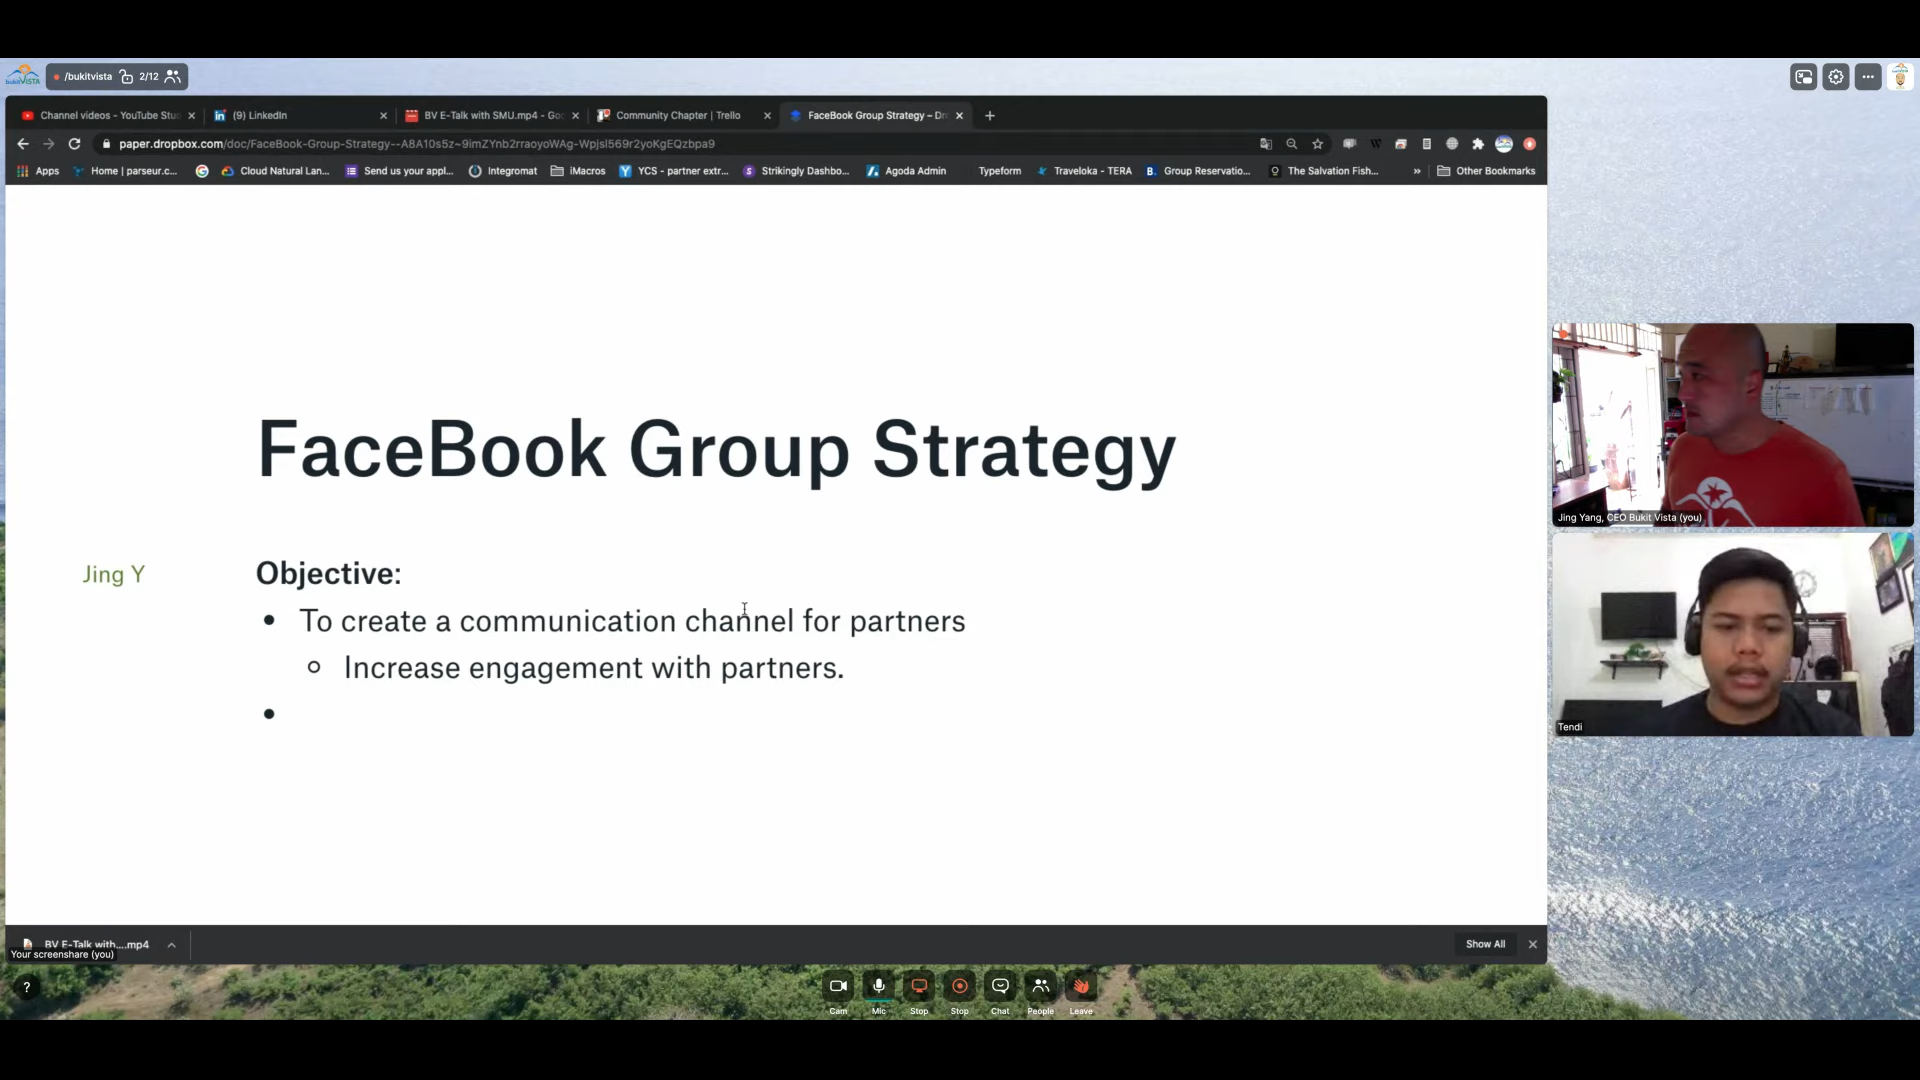 bukitVISTA
/bukitvista 2/12
Channel videos - YouTube Stu
(9) LinkedIn
BV E-Talk with SMU.mp4 - Goo
Community Chapter | Trello
FaceBook Group Strategy – Dr
paper.dropbox.com/doc/FaceBook-Group-Strategy--A8A10s5z~9imZYnb2rraoyoWAg-Wpjsl569r2yoKgEQzbpa9
Apps
Home | parseur.c...
Cloud Natural Lan...
Send us your appl...
Integromat
iMacros
YCS - partner extr...
Strikingly Dashbo...
Agoda Admin
Typeform
Traveloka - TERA
Group Reservatio...
The Salvation Fish...
»
Other Bookmarks
FaceBook Group Strategy
Jing Y
Objective:
To create a communication channel for partners
Increase engagement with partners.
Jing Yang, CEO Bukit Vista (you)
Tendi
BV E-Talk with....mp4
Show All
Your screenshare (you)
?
Cam
Mic
Stop
Stop
Chat
People
Leave